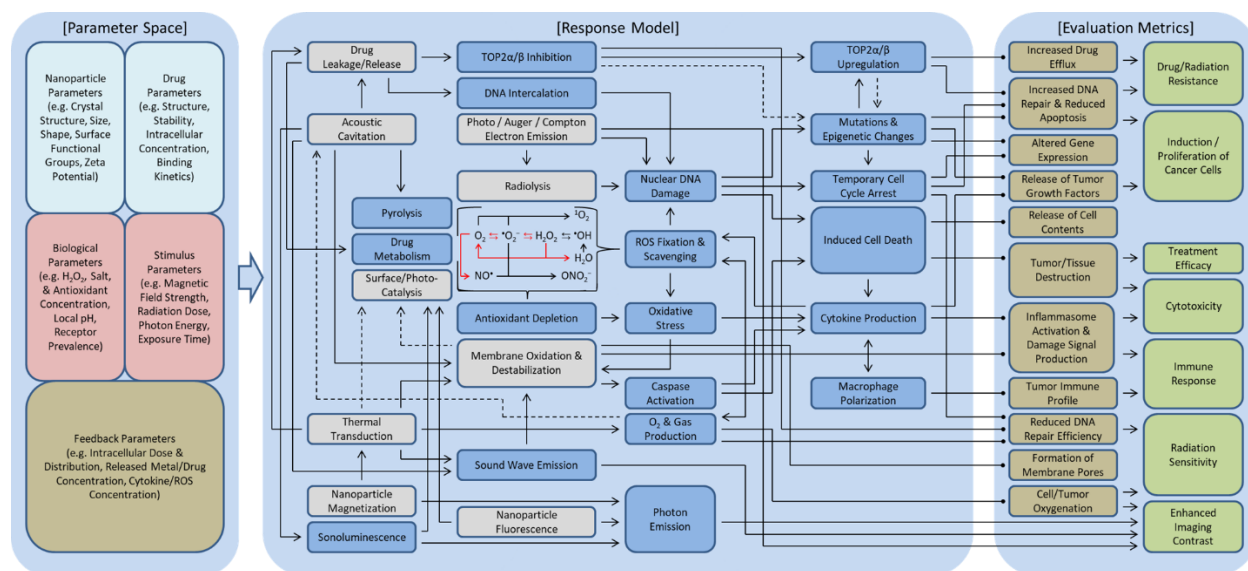 [Parameter Space]
Nanoparticle
Parameters
(e.g. Crystal
Structure, Size,
Shape, Surface
Functional
Groups, Zeta
Potential)
Drug
Parameters
(e.g. Structure,
Stability,
Intracellular
Concentration,
Binding
Kinetics)
Biological
Parameters
(e.g. H₂O₂, Salt,
& Antioxidant
Concentration,
Local pH,
Receptor
Prevalence)
Stimulus
Parameters
(e.g. Magnetic
Field Strength,
Radiation Dose,
Photon Energy,
Exposure Time)
Feedback Parameters
(e.g. Intracellular Dose &
Distribution, Released Metal/Drug
Concentration, Cytokine/ROS
Concentration)
[Response Model]
Drug
Leakage/Release
Acoustic
Cavitation
Pyrolysis
Drug
Metabolism
Surface/Photo-
Catalysis
Thermal
Transduction
Nanoparticle
Magnetization
Sonoluminescence
TOP2α/β Inhibition
DNA Intercalation
Photo / Auger / Compton
Electron Emission
Radiolysis
¹O₂
O₂ •O₂⁻ H₂O₂ •OH
H₂O
NO• ONOO₂⁻
Antioxidant Depletion
Membrane Oxidation &
Destabilization
Sound Wave Emission
Nanoparticle
Fluorescence
Nuclear DNA
Damage
ROS Fixation &
Scavenging
Oxidative
Stress
Caspase
Activation
O₂ & Gas
Production
Photon
Emission
TOP2α/β
Upregulation
Mutations &
Epigenetic Changes
Temporary Cell
Cycle Arrest
Induced Cell Death
Cytokine Production
Macrophage
Polarization
[Evaluation Metrics]
Increased Drug
Efflux
Increased DNA
Repair & Reduced
Apoptosis
Altered Gene
Expression
Release of Tumor
Growth Factors
Release of Cell
Contents
Tumor/Tissue
Destruction
Inflammasome
Activation &
Damage Signal
Production
Tumor Immune
Profile
Reduced DNA
Repair Efficiency
Formation of
Membrane Pores
Cell/Tumor
Oxygenation
Drug/Radiation
Resistance
Induction /
Proliferation of
Cancer Cells
Treatment
Efficacy
Cytotoxicity
Immune
Response
Radiation
Sensitivity
Enhanced
Imaging
Contrast